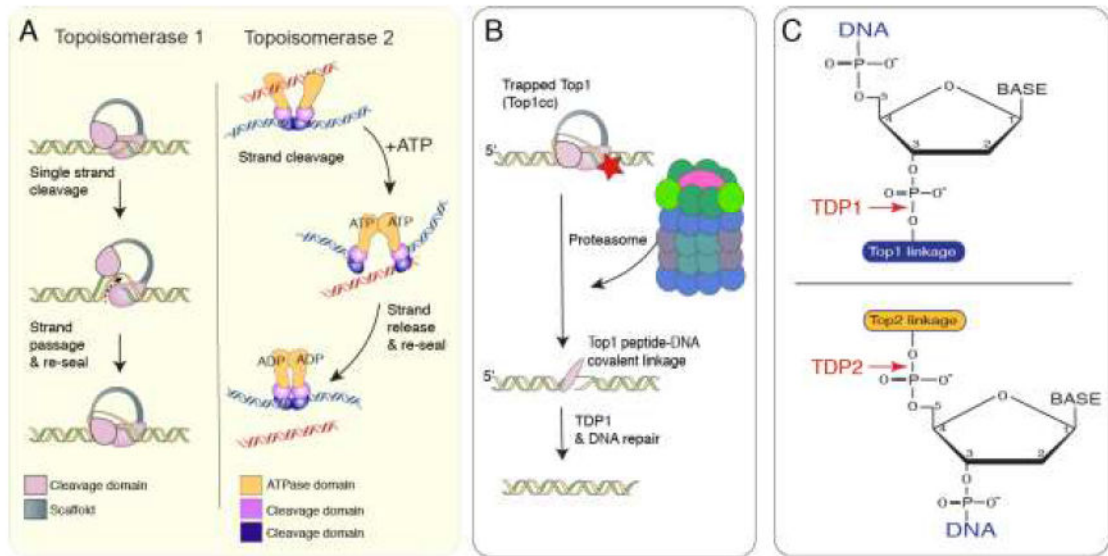 A
Topoisomerase 1
Topoisomerase 2
Single strand
cleavage
Strand
passage
& re-seal
Cleavage domain
Scaffold
Strand cleavage
+ATP
ATP
ATP
Strand
release
& re-seal
ADP
ADP
ATPase domain
Cleavage domain
Cleavage domain
B
Trapped Top1
(Top1cc)
5'
Proteasome
Top1 peptide-DNA
covalent linkage
5'
TDP1
& DNA repair
C
DNA
O=P–O⁻
O
5
O
BASE
4
1
3
2
O
O=P–O⁻
TDP1
O
Top1 linkage
Top2 linkage
O
TDP2
O=P–O⁻
O
5
O
BASE
4
1
3
2
O
O=P–O⁻
DNA